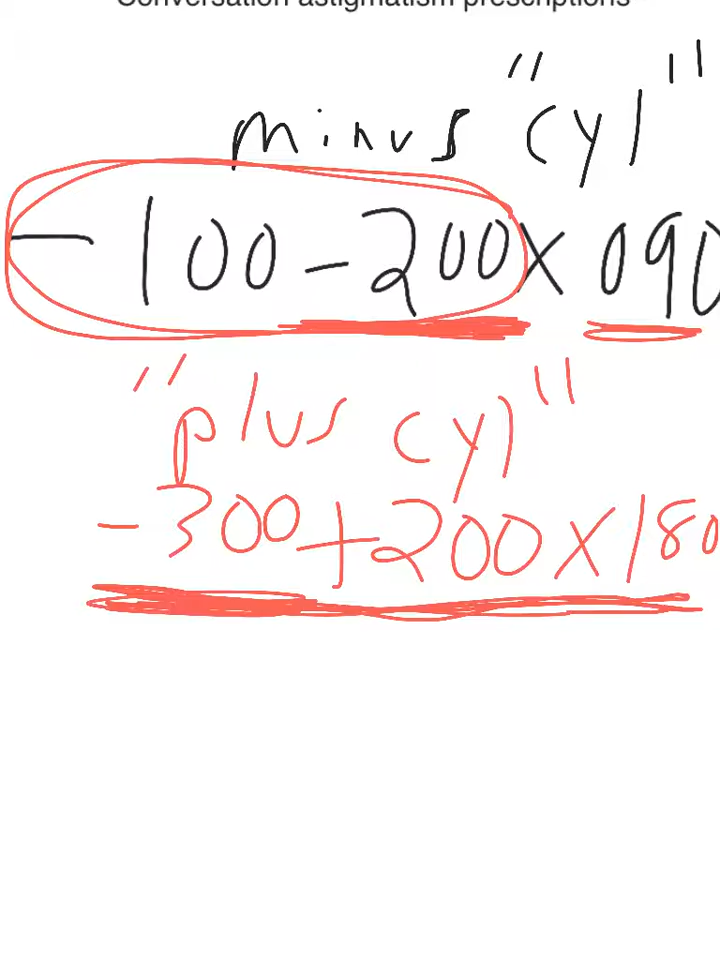 Conversation astigmatism prescriptions
minus "cyl"
-100-200x090
"plus cyl"
-300+200x180